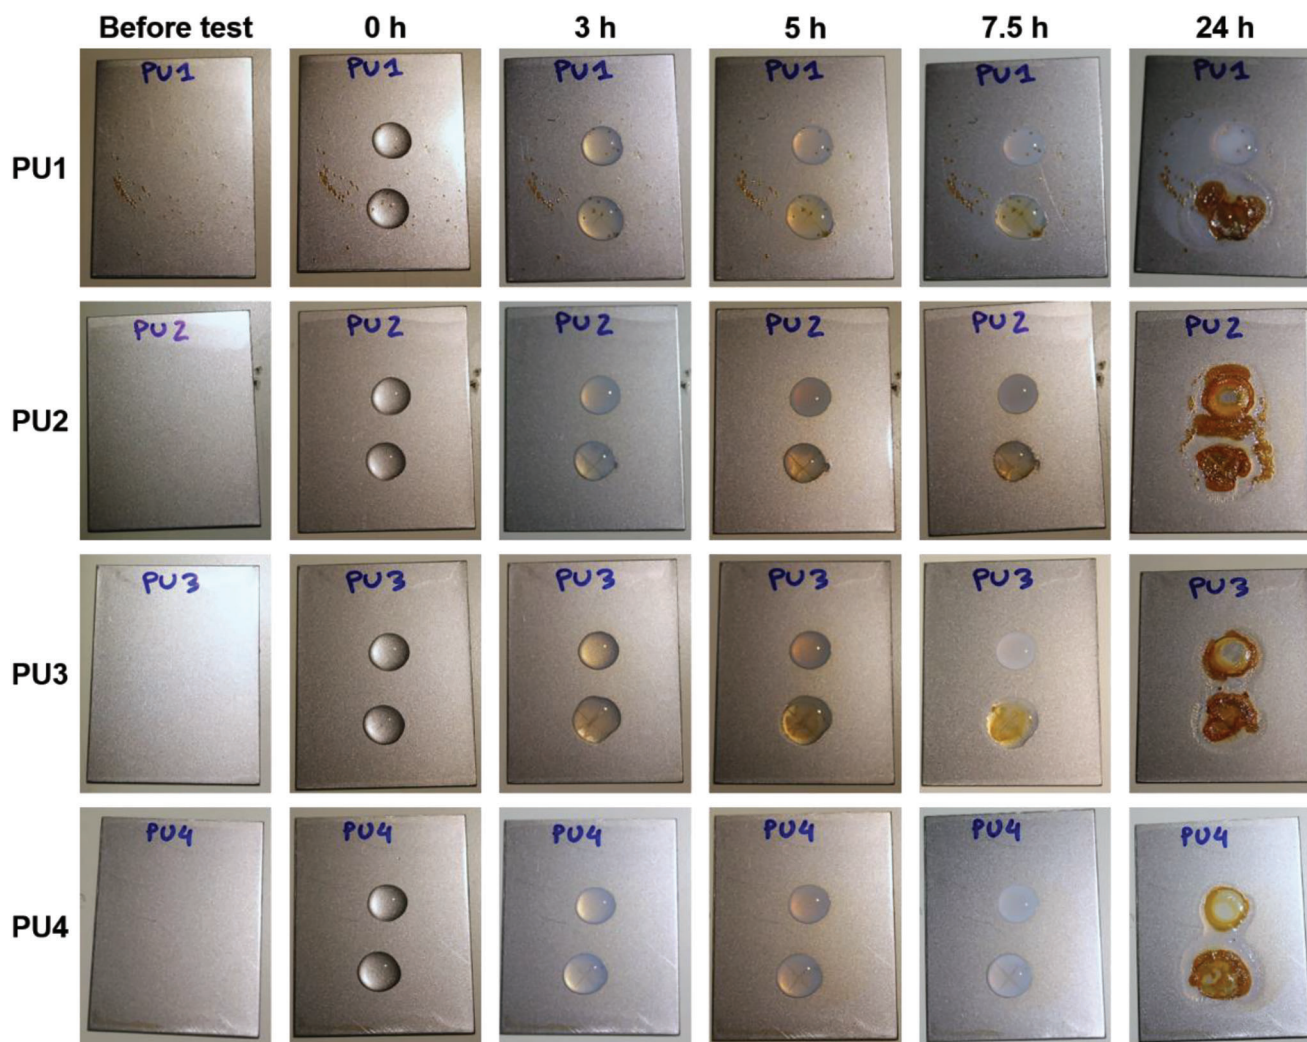 Before test 0 h 3 h 5 h 7.5 h 24 h
PU1 PU1 PU1 PU1 PU1 PU1
PU1
PU2 PU2 PU2 PU2 PU2 PU2
PU2
PU3 PU3 PU3 PU3 PU3 PU3
PU3
PU4 PU4 PU4 PU4 PU4 PU4
PU4